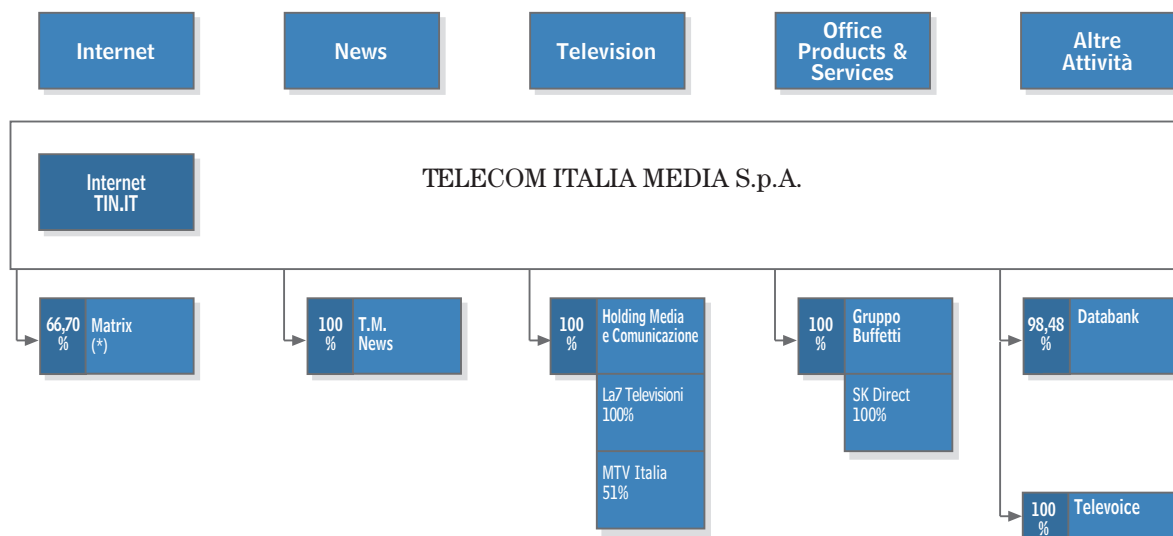 Internet
News
Television
Office
Products &
Services
Altre
Attività
Internet
TIN.IT
TELECOM ITALIA MEDIA S.p.A.
66,70
%
Matrix
(*)
100
%
T.M.
News
100
%
Holding Media
e Comunicazione
La7 Televisioni
100%
MTV Italia
51%
100
%
Gruppo
Buffetti
SK Direct
100%
98,48
%
Databank
100
%
Televoice